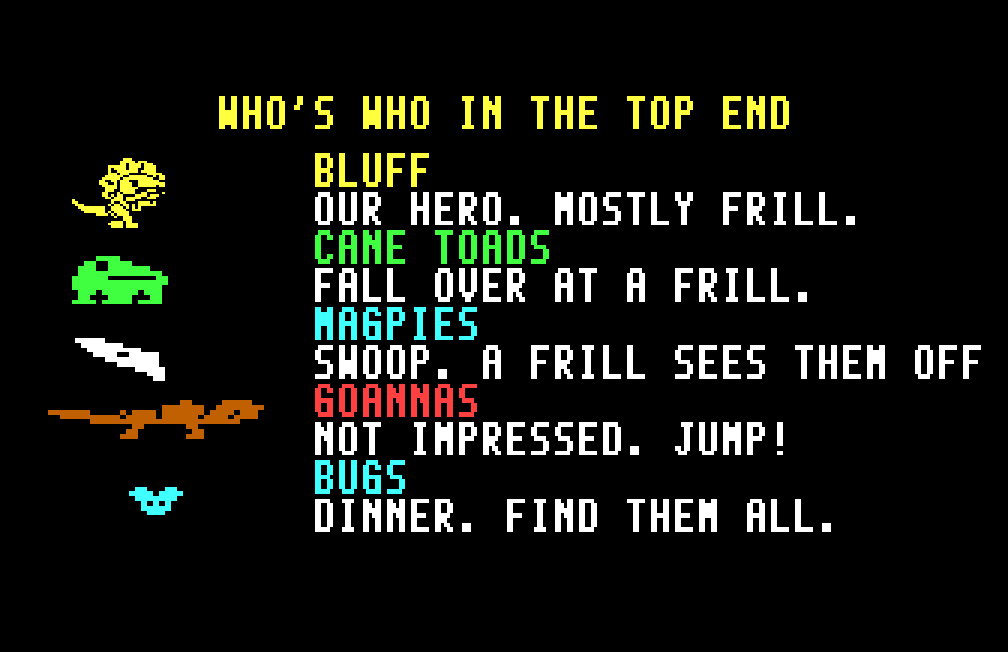 WHO'S WHO IN THE TOP END
BLUFF
OUR HERO. MOSTLY FRILL.
CANE TOADS
FALL OVER AT A FRILL.
MAGPIES
SWOOP. A FRILL SEES THEM OFF
GOANNAS
NOT IMPRESSED. JUMP!
BUGS
DINNER. FIND THEM ALL.